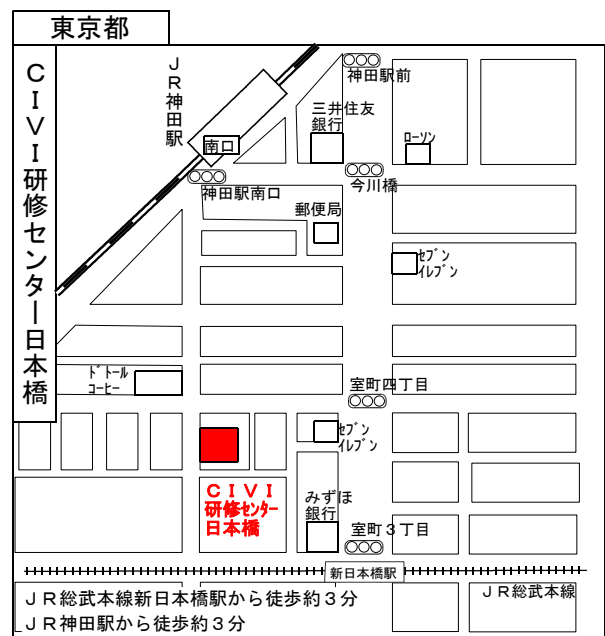 東京都
ＣＩＶＩ研修センター日本橋
ＪＲ神田駅
南口
神田駅南口
神田駅前
三井住友
銀行
ﾛｰｿﾝ
今川橋
郵便局
ｾﾌﾞﾝ
ｲﾚﾌﾞﾝ
ﾄﾞﾄｰﾙ
ｺｰﾋｰ
室町四丁目
ｾﾌﾞﾝ
ｲﾚﾌﾞﾝ
ＣＩＶＩ
研修ｾﾝﾀｰ
日本橋
みずほ
銀行
室町３丁目
新日本橋駅
ＪＲ総武本線
ＪＲ総武本線新日本橋駅から徒歩約３分
ＪＲ神田駅から徒歩約３分